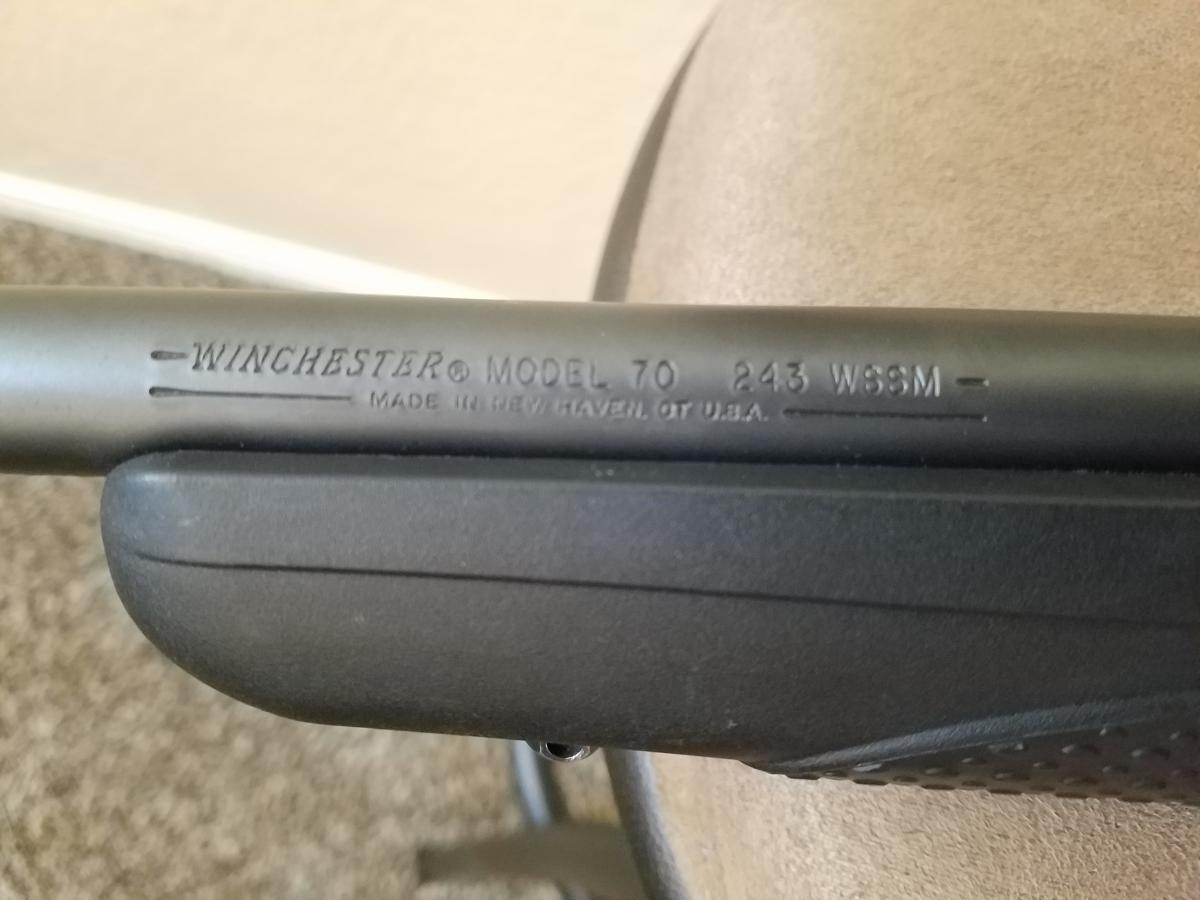 WINCHESTER® MODEL 70 243 WSSM
MADE IN NEW HAVEN, CT U.S.A.